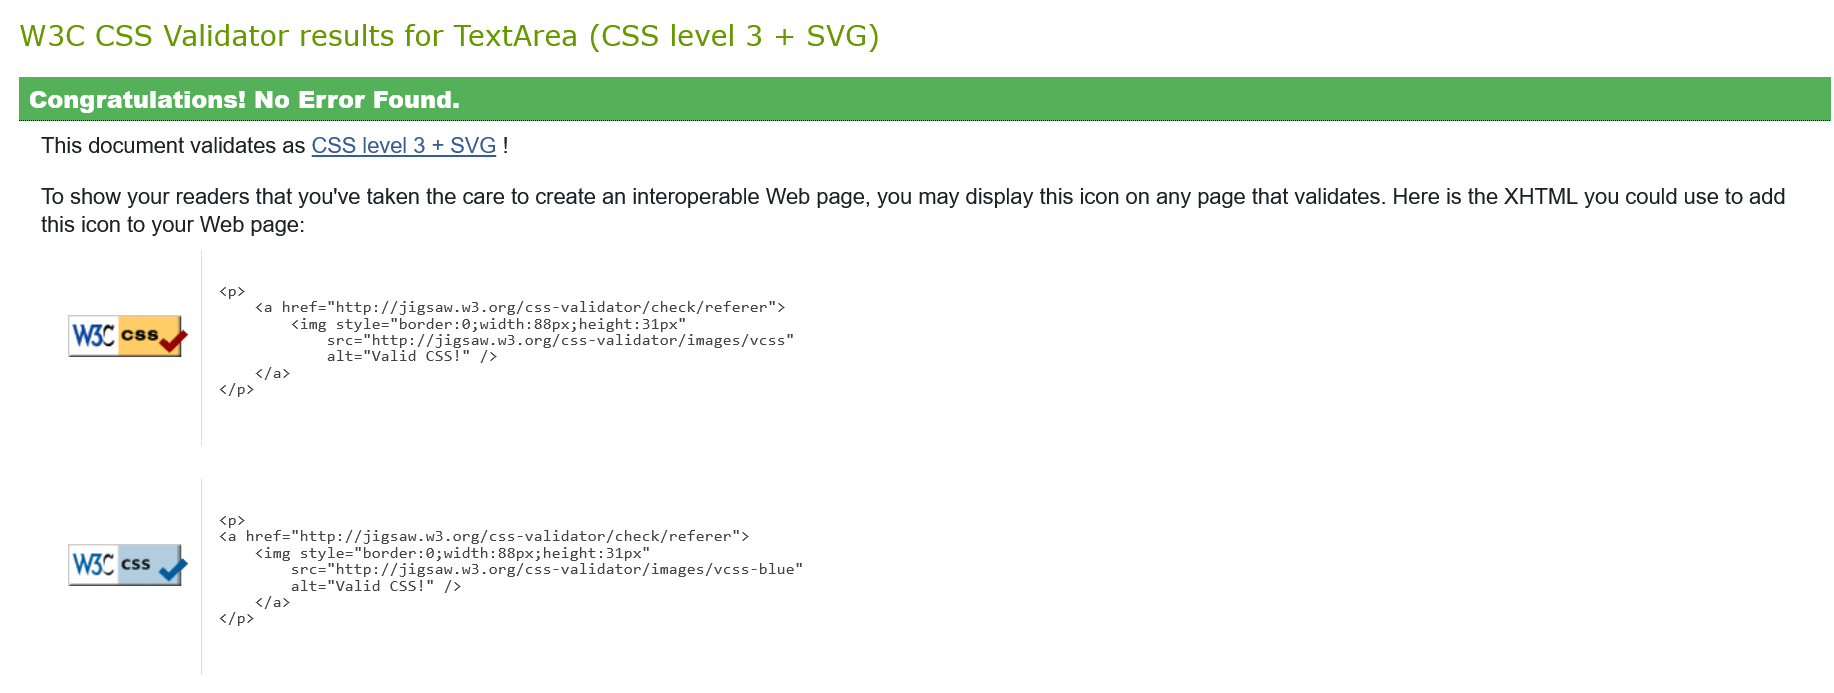 W3C CSS Validator results for TextArea (CSS level 3 + SVG)
Congratulations! No Error Found.
This document validates as CSS level 3 + SVG !
To show your readers that you've taken the care to create an interoperable Web page, you may display this icon on any page that validates. Here is the XHTML you could use to add
this icon to your Web page:
W3C css
<p>
    <a href="http://jigsaw.w3.org/css-validator/check/referer">
        <img style="border:0;width:88px;height:31px"
            src="http://jigsaw.w3.org/css-validator/images/vcss"
            alt="Valid CSS!" />
    </a>
</p>
W3C css
<p>
<a href="http://jigsaw.w3.org/css-validator/check/referer">
    <img style="border:0;width:88px;height:31px"
        src="http://jigsaw.w3.org/css-validator/images/vcss-blue"
        alt="Valid CSS!" />
    </a>
</p>